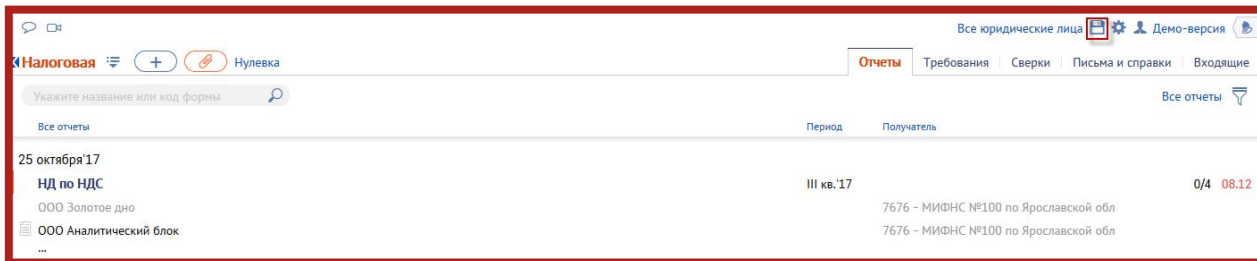 Все юридические лица Демо-версия
Налоговая Нулевка Отчеты Требования Сверки Письма и справки Входящие
Укажите название или код формы Все отчеты
Все отчеты Период Получатель
25 октября'17
НД по НДС III кв.'17 0/4 08.12
ООО Золотое дно 7676 - МИФНС №100 по Ярославской обл
ООО Аналитический блок 7676 - МИФНС №100 по Ярославской обл
...